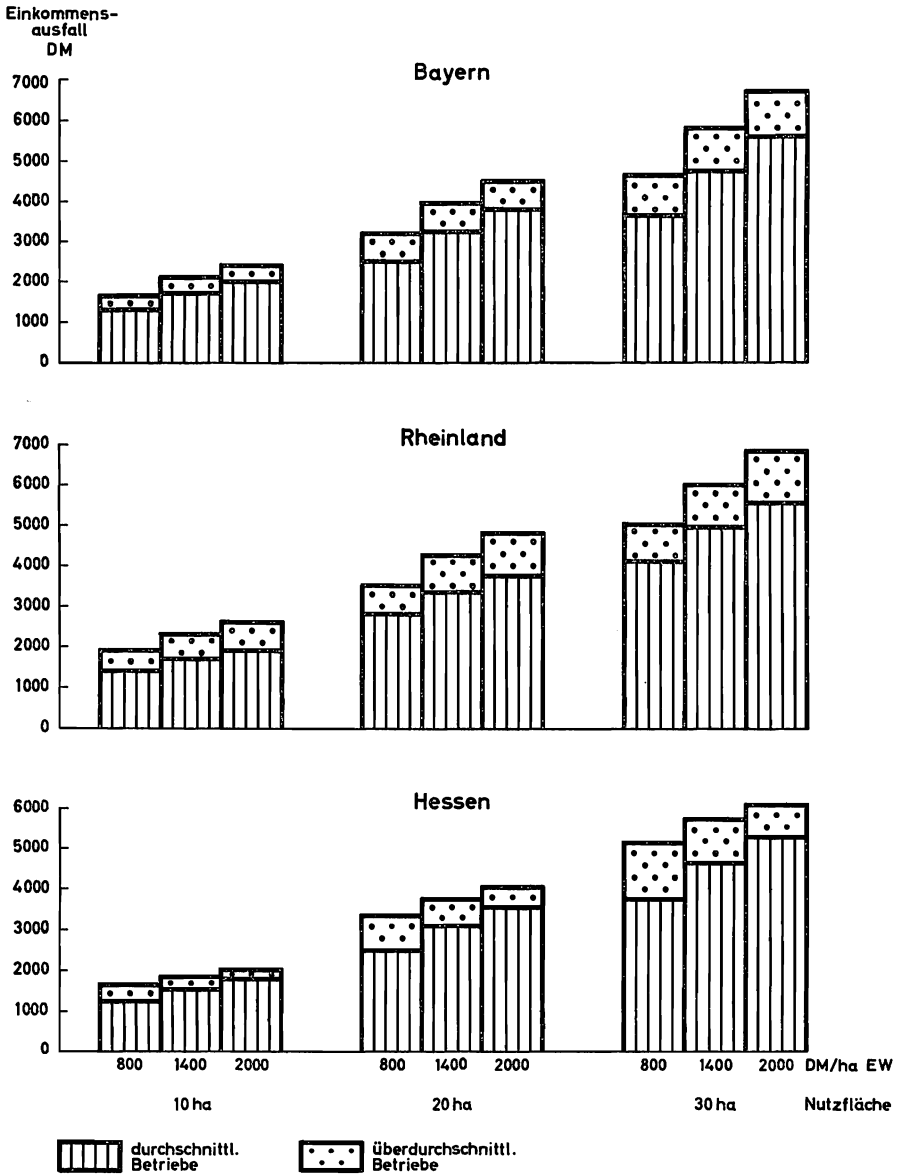 Einkommens-
ausfall
DM
Bayern
7000
6000
5000
4000
3000
2000
1000
0
Rheinland
7000
6000
5000
4000
3000
2000
1000
0
Hessen
6000
5000
4000
3000
2000
1000
0
800 1400 2000 800 1400 2000 800 1400 2000 DM/ha EW
10 ha 20 ha 30 ha Nutzfläche
durchschnittl. überdurchschnittl.
Betriebe Betriebe